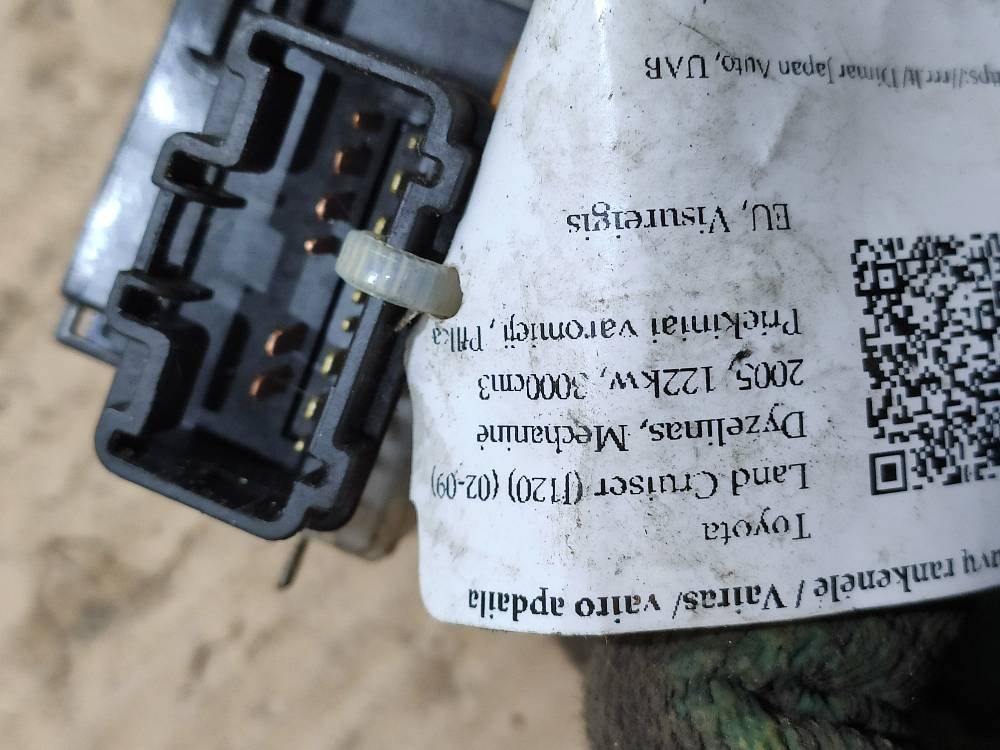 rankenėlė / Vairas/ vairo apdaila
Toyota
Land Cruiser (J120) (02-09)
Dyzelinas, Mechaninė
2005, 122kw, 3000cm3
Priekiniai varomieji, Pilka
EU, Visureigis
Dimar Japan Auto, UAB